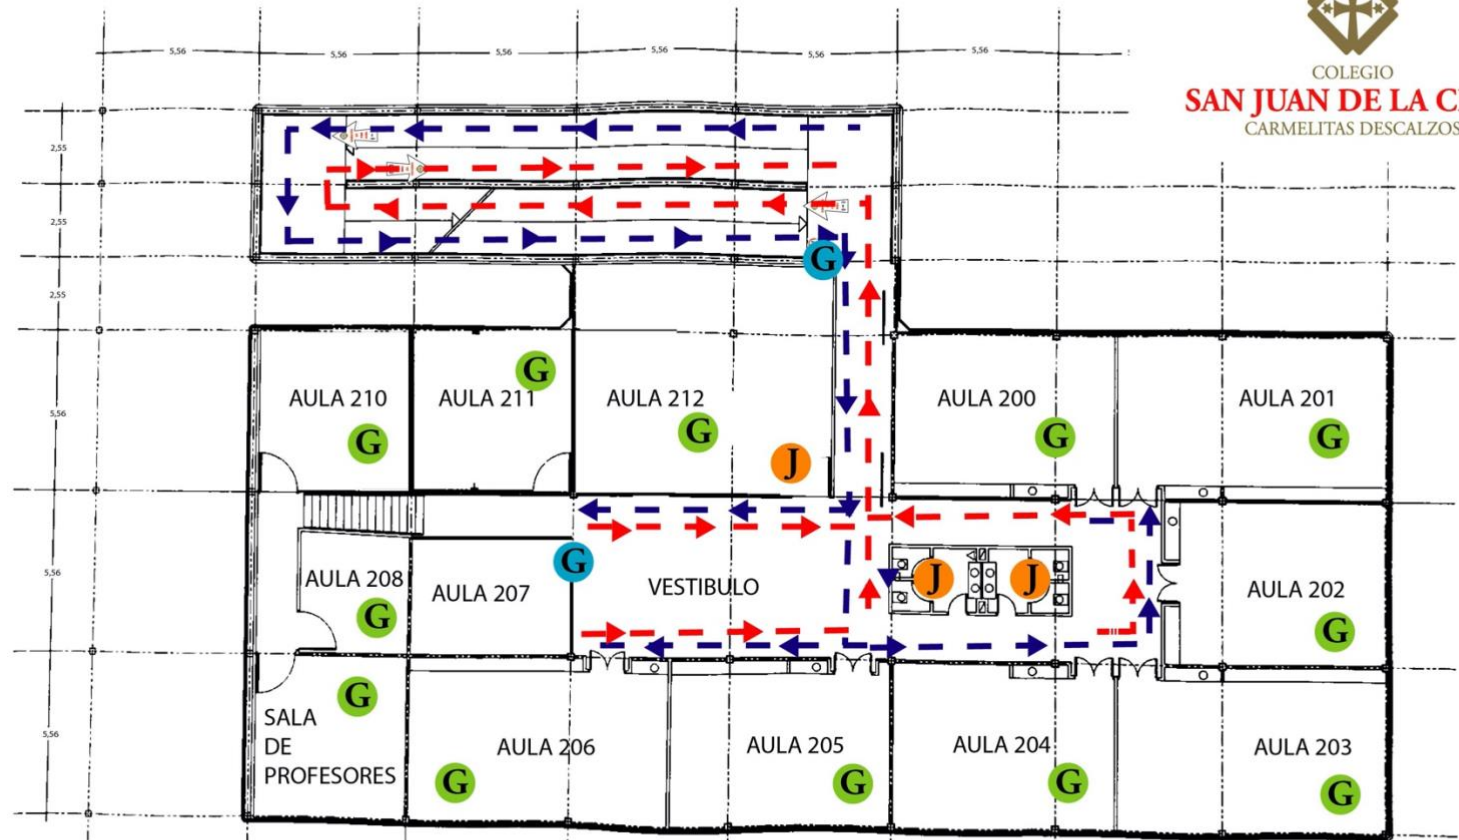 5,56
5,56
5,56
5,56
5,56
5,56
COLEGIO
SAN JUAN DE LA C
CARMELITAS DESCALZOS
2,55
2,55
G
2,55
G
AULA 210
AULA 211
AULA 212
AULA 200
AULA 201
5,56
G
G
G
G
J
G
VESTIBULO
J
J
5,56
AULA 208
AULA 207
AULA 202
G
G
G
SALA
DE
PROFESORES
AULA 206
AULA 205
AULA 204
AULA 203
5,56
G
G
G
G